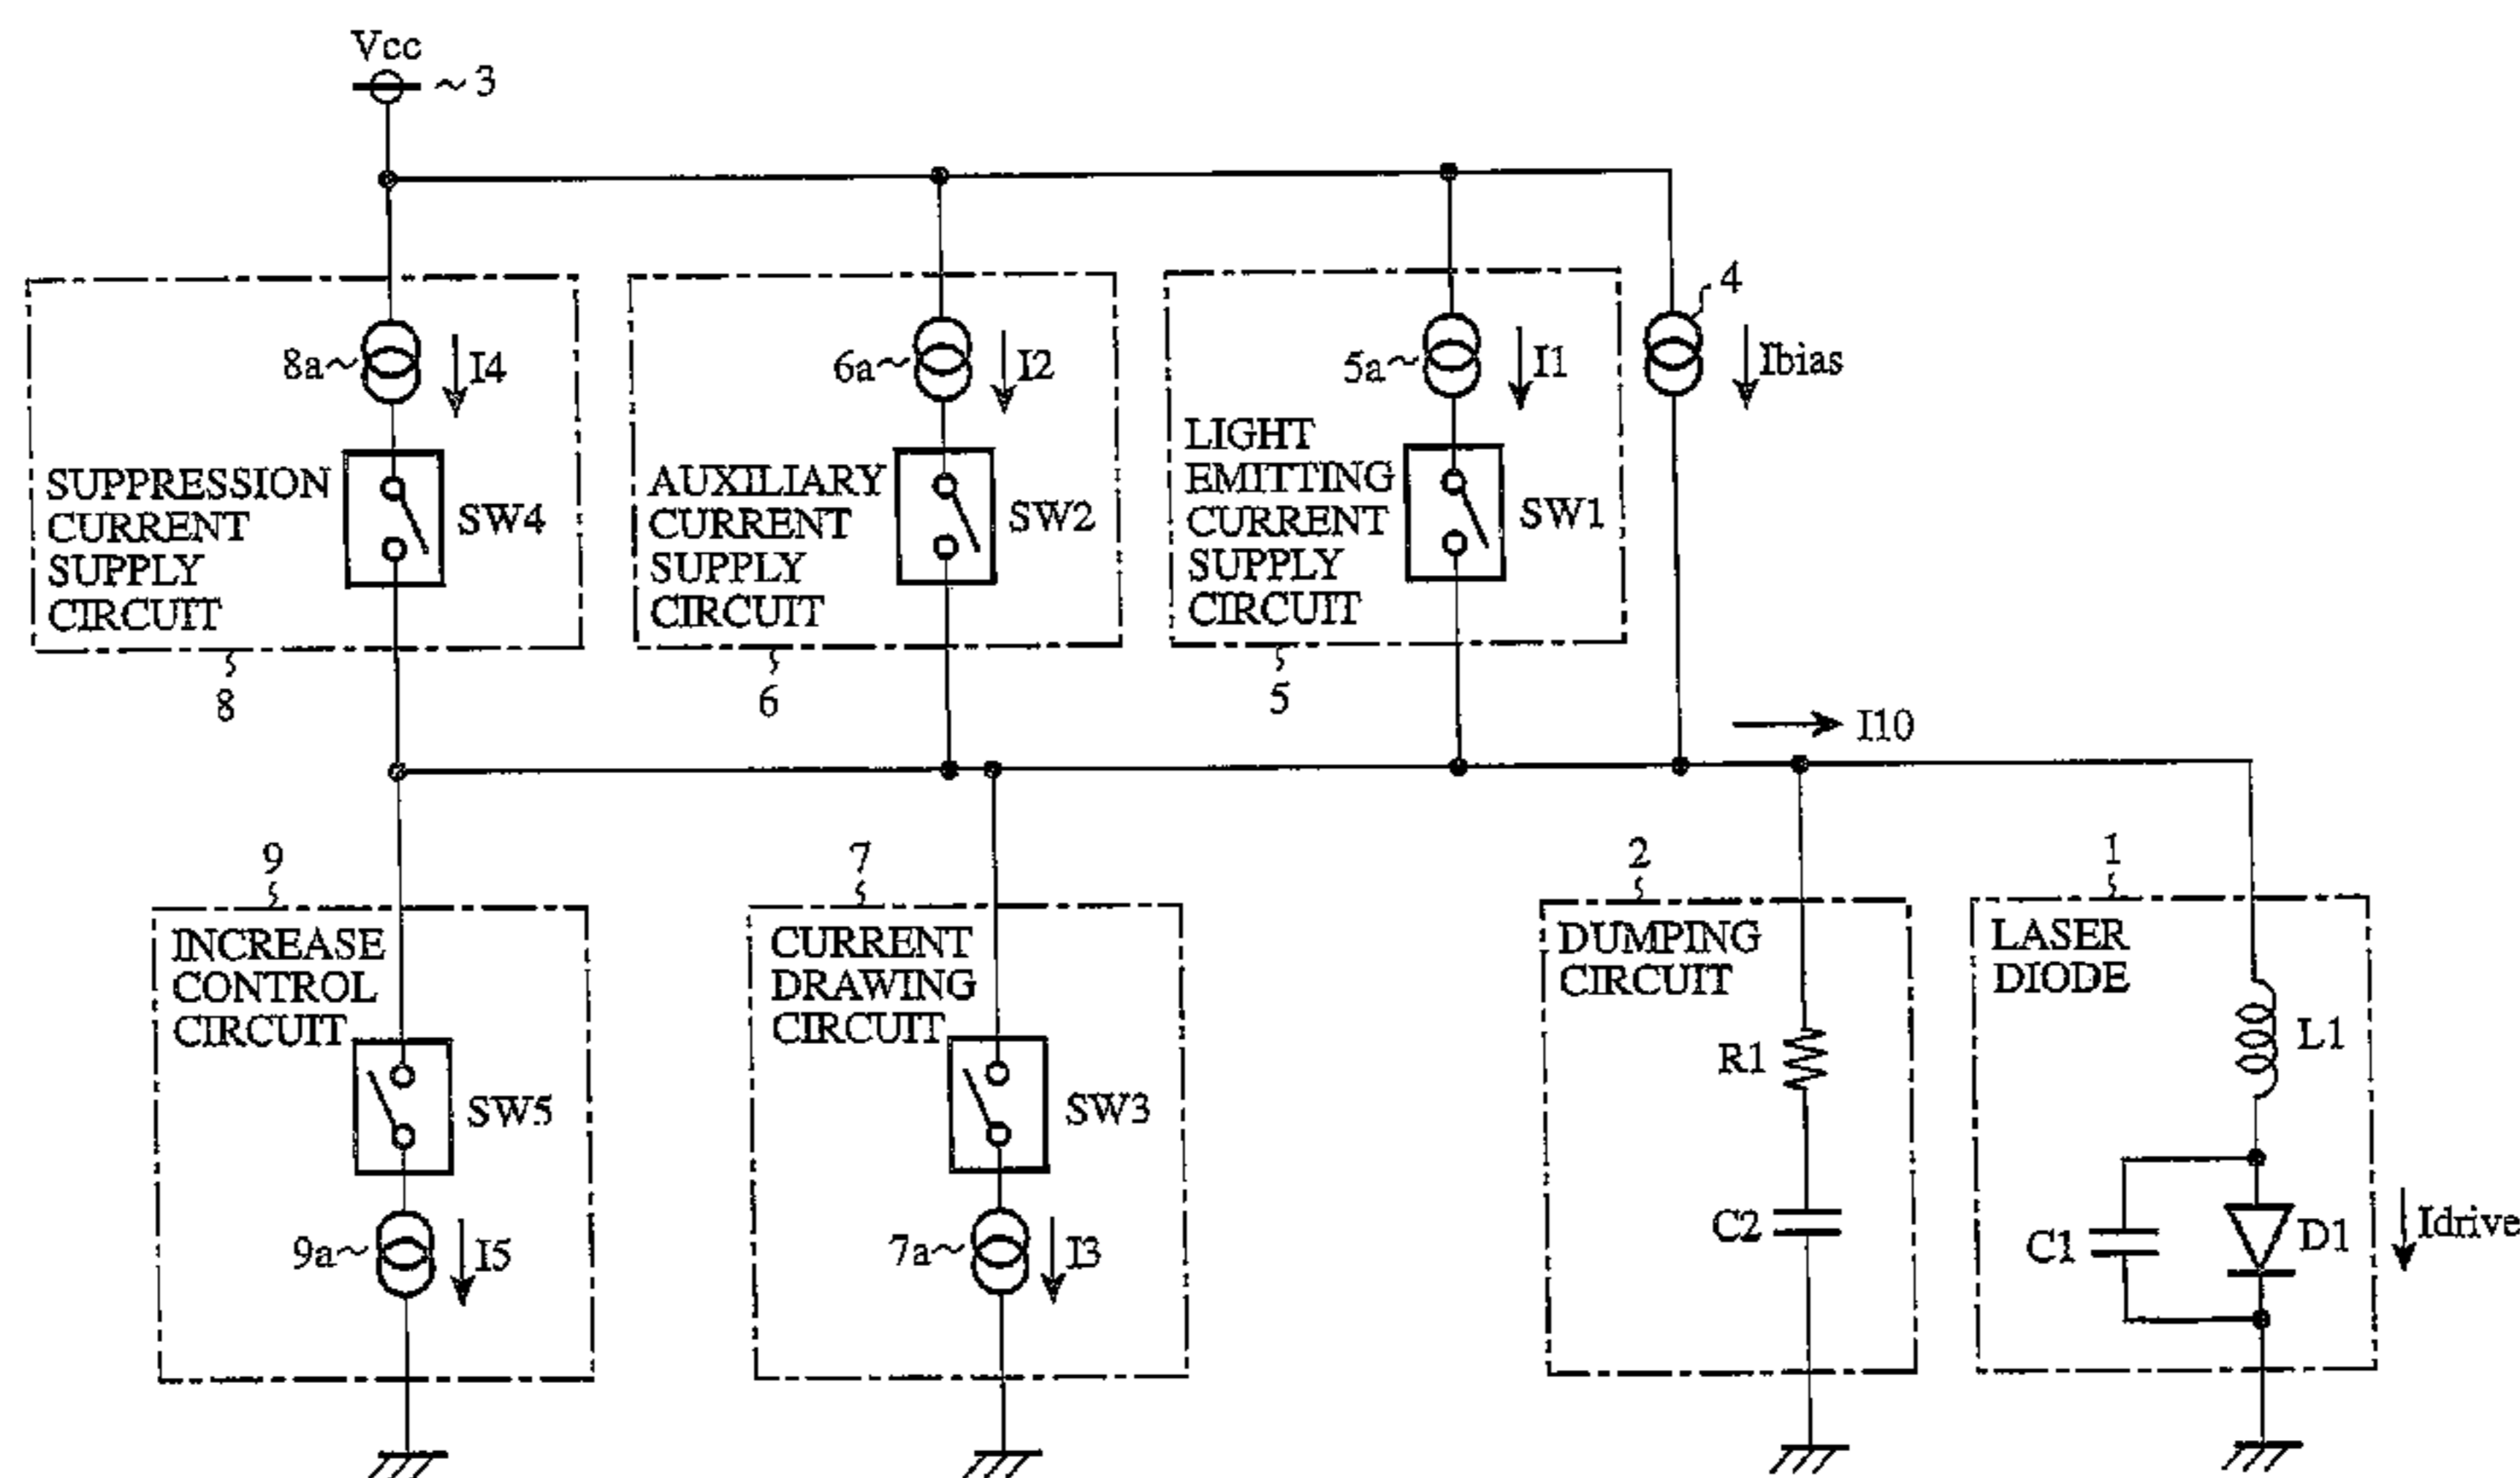 Vcc
~3
8a~
I4
6a~
I2
5a~
I1
4
Ibias
SUPPRESSION
CURRENT
SUPPLY
CIRCUIT
SW4
AUXILIARY
CURRENT
SUPPLY
CIRCUIT
SW2
LIGHT
EMITTING
CURRENT
SUPPLY
CIRCUIT
SW1
8
6
5
I10
9
7
2
1
INCREASE
CONTROL
CIRCUIT
SW5
CURRENT
DRAWING
CIRCUIT
SW3
DUMPING
CIRCUIT
R1
LASER
DIODE
L1
9a~
I5
7a~
I3
C2
C1
D1
Idrive